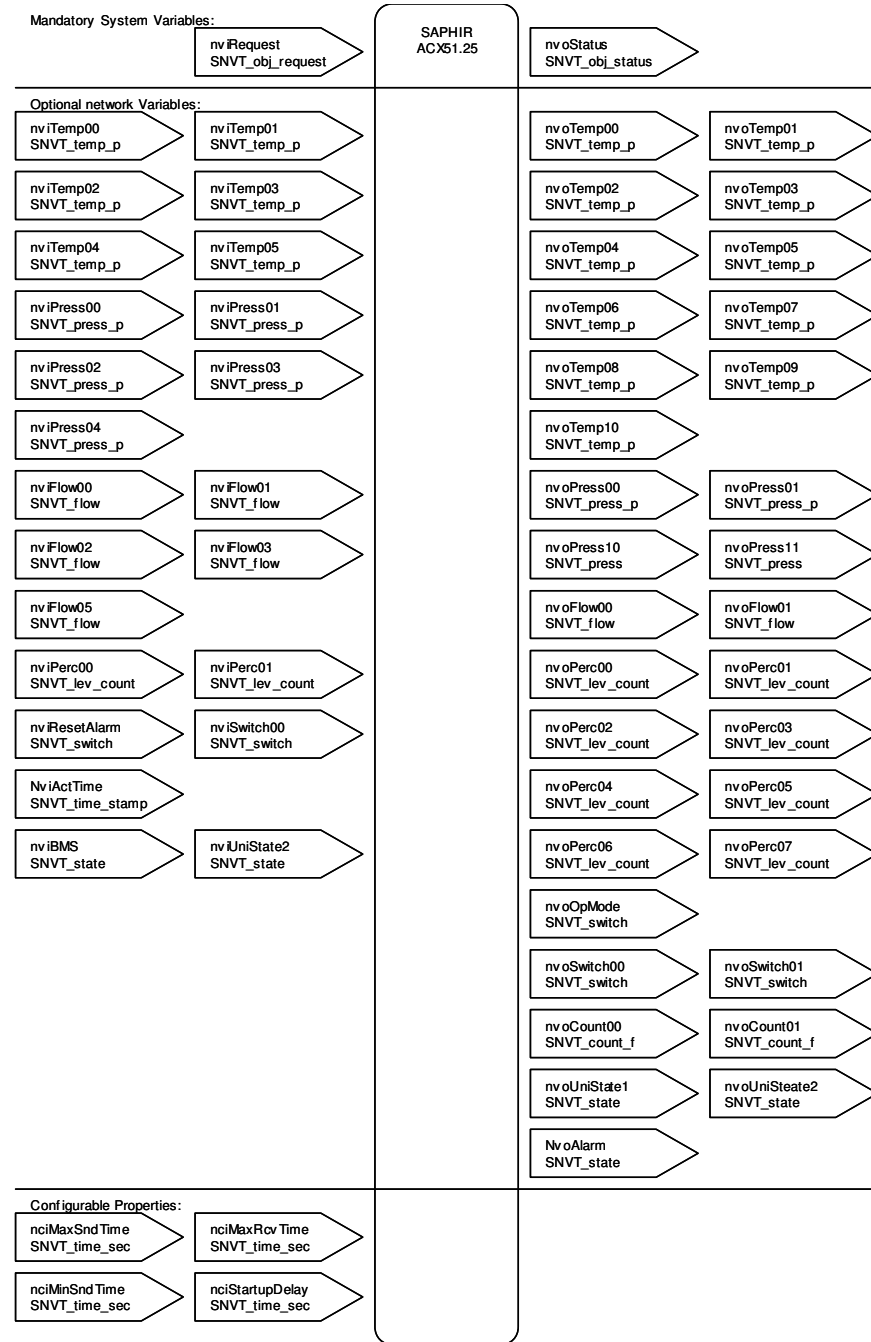 Mandatory System Variables:
nviRequest
SNVT_obj_request
SAPHIR
ACX51.25
nvoStatus
SNVT_obj_status
Optional network Variables:
nviTemp00
SNVT_temp_p
nviTemp01
SNVT_temp_p
nvoTemp00
SNVT_temp_p
nvoTemp01
SNVT_temp_p
nviTemp02
SNVT_temp_p
nviTemp03
SNVT_temp_p
nvoTemp02
SNVT_temp_p
nvoTemp03
SNVT_temp_p
nviTemp04
SNVT_temp_p
nviTemp05
SNVT_temp_p
nvoTemp04
SNVT_temp_p
nvoTemp05
SNVT_temp_p
nviPress00
SNVT_press_p
nviPress01
SNVT_press_p
nvoTemp06
SNVT_temp_p
nvoTemp07
SNVT_temp_p
nviPress02
SNVT_press_p
nviPress03
SNVT_press_p
nvoTemp08
SNVT_temp_p
nvoTemp09
SNVT_temp_p
nviPress04
SNVT_press_p
nvoTemp10
SNVT_temp_p
nviFlow00
SNVT_flow
nviFlow01
SNVT_flow
nvoPress00
SNVT_press_p
nvoPress01
SNVT_press_p
nviFlow02
SNVT_flow
nviFlow03
SNVT_flow
nvoPress10
SNVT_press
nvoPress11
SNVT_press
nviFlow05
SNVT_flow
nvoFlow00
SNVT_flow
nvoFlow01
SNVT_flow
nviPerc00
SNVT_lev_count
nviPerc01
SNVT_lev_count
nvoPerc00
SNVT_lev_count
nvoPerc01
SNVT_lev_count
nviResetAlarm
SNVT_switch
nviSwitch00
SNVT_switch
nvoPerc02
SNVT_lev_count
nvoPerc03
SNVT_lev_count
NviActTime
SNVT_time_stamp
nvoPerc04
SNVT_lev_count
nvoPerc05
SNVT_lev_count
nviBMS
SNVT_state
nviUniState2
SNVT_state
nvoPerc06
SNVT_lev_count
nvoPerc07
SNVT_lev_count
nvoOpMode
SNVT_switch
nvoSwitch00
SNVT_switch
nvoSwitch01
SNVT_switch
nvoCount00
SNVT_count_f
nvoCount01
SNVT_count_f
nvoUniState1
SNVT_state
nvoUniSteate2
SNVT_state
NvoAlarm
SNVT_state
Configurable Properties:
nciMaxSndTime
SNVT_time_sec
nciMaxRcvTime
SNVT_time_sec
nciMinSndTime
SNVT_time_sec
nciStartupDelay
SNVT_time_sec